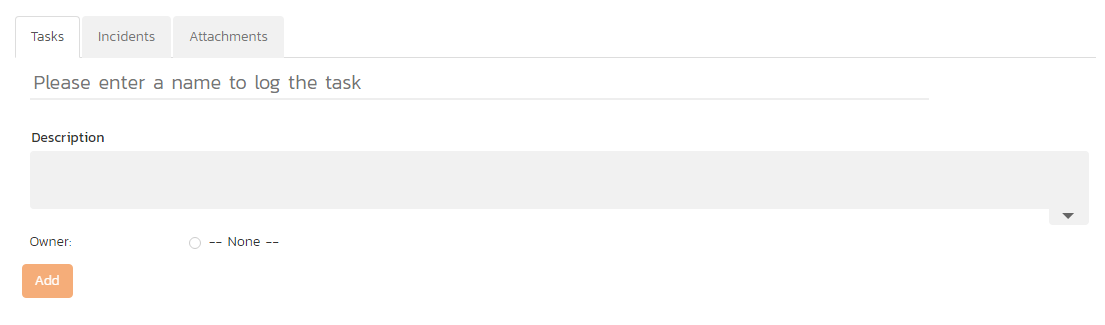 Tasks Incidents Attachments
Please enter a name to log the task
Description
Owner: -- None --
Add